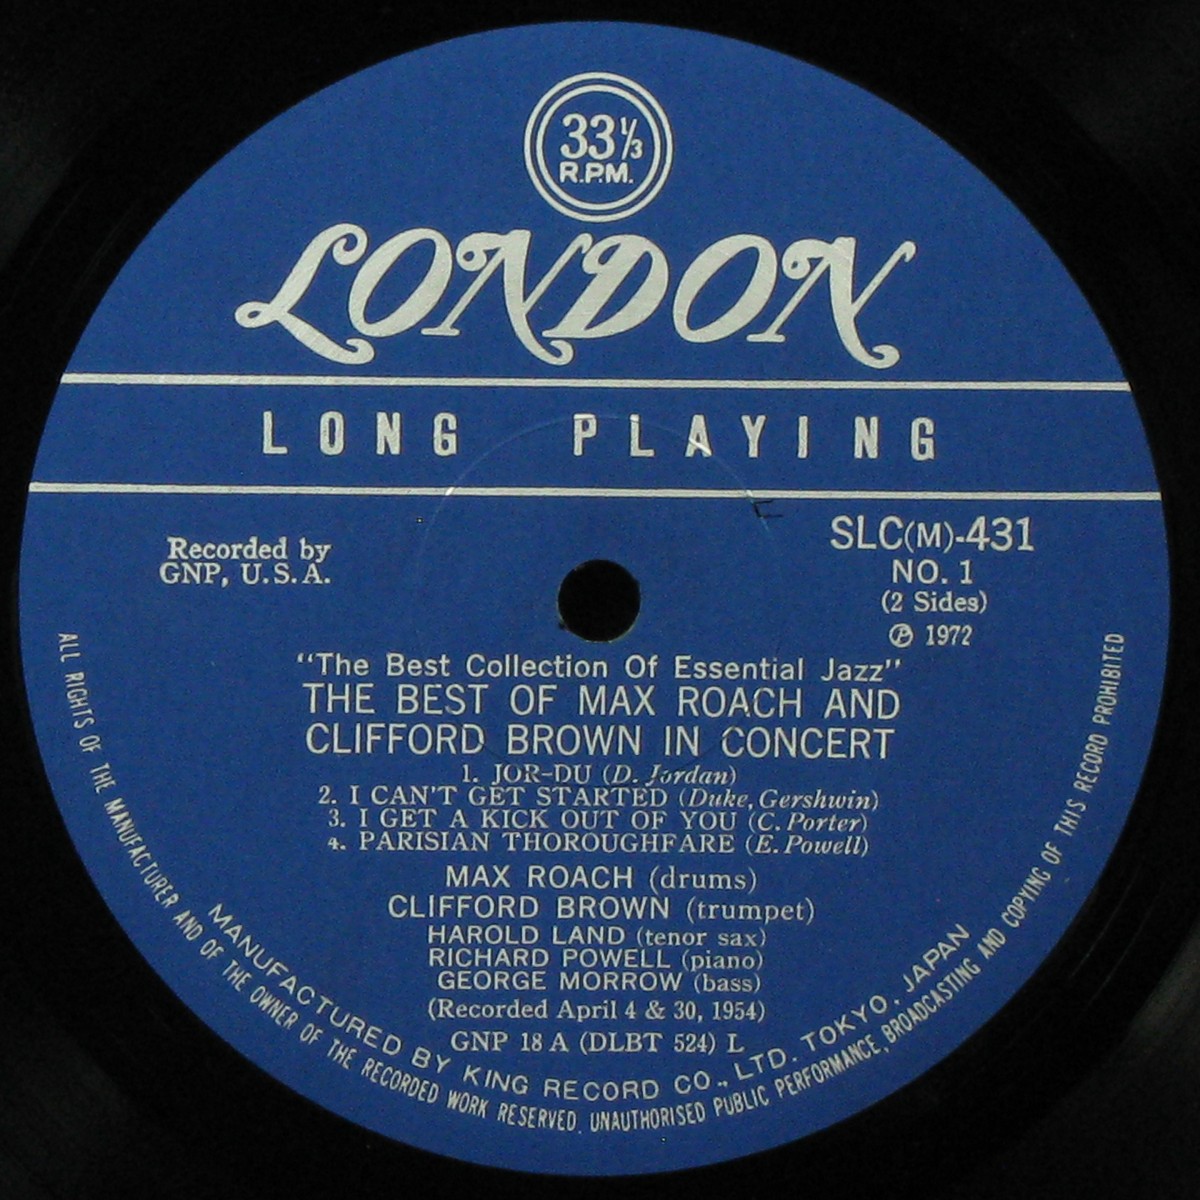 33 1/3
R.P.M.
LONDON
LONG PLAYING
Recorded by
GNP, U.S.A.
SLC(M)-431
NO. 1
(2 Sides)
Ⓟ 1972
"The Best Collection Of Essential Jazz"
THE BEST OF MAX ROACH AND
CLIFFORD BROWN IN CONCERT
1. JOR-DU (D. Jordan)
2. I CAN'T GET STARTED (Duke, Gershwin)
3. I GET A KICK OUT OF YOU (C. Porter)
4. PARISIAN THOROUGHFARE (E. Powell)
MAX ROACH (drums)
CLIFFORD BROWN (trumpet)
HAROLD LAND (tenor sax)
RICHARD POWELL (piano)
GEORGE MORROW (bass)
(Recorded April 4 & 30, 1954)
GNP 18 A (DLBT 524) L
MANUFACTURED BY KING RECORD CO., LTD. TOKYO, JAPAN
ALL RIGHTS OF THE MANUFACTURER AND OF THE OWNER OF THE RECORDED WORK RESERVED. UNAUTHORISED PUBLIC PERFORMANCE, BROADCASTING AND COPYING OF THIS RECORD PROHIBITED